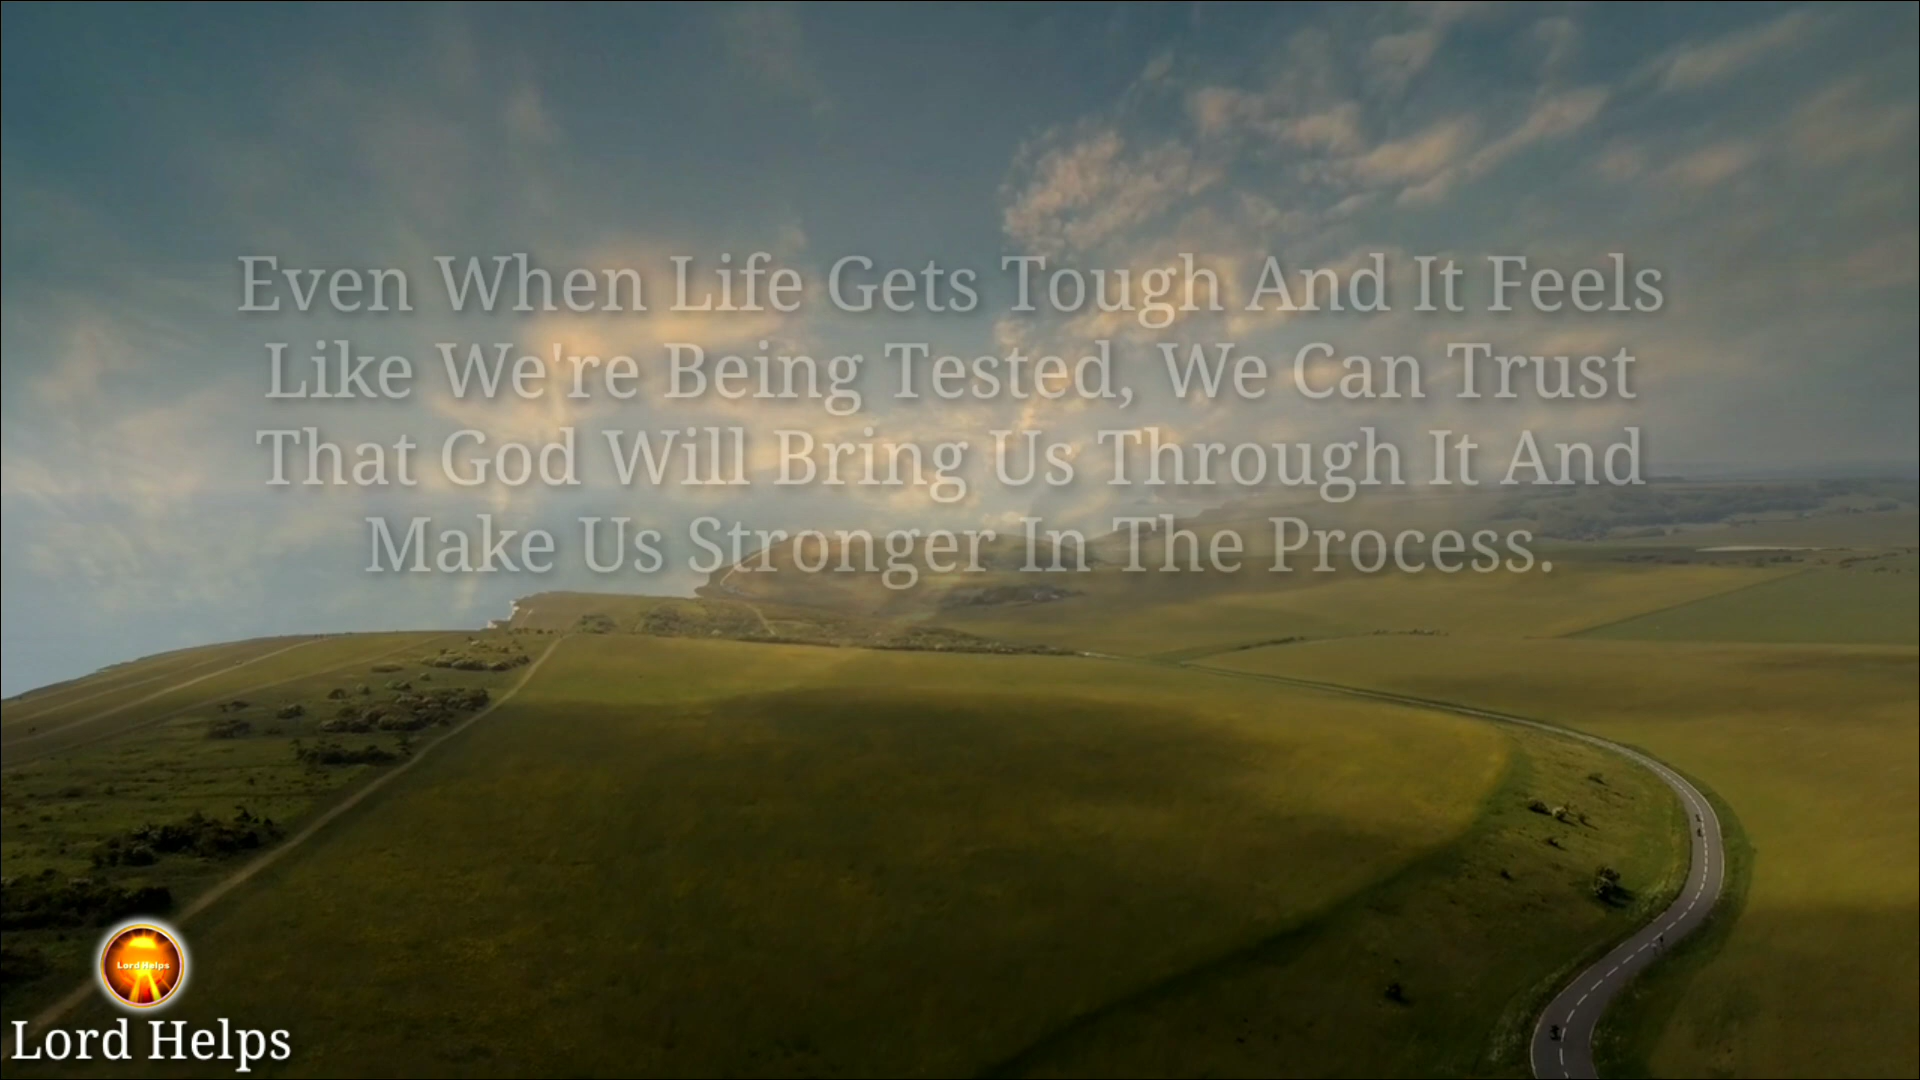 Even When Life Gets Tough And It Feels
Like We're Being Tested, We Can Trust
That God Will Bring Us Through It And
Make Us Stronger In The Process.
Lord Helps
Lord Helps